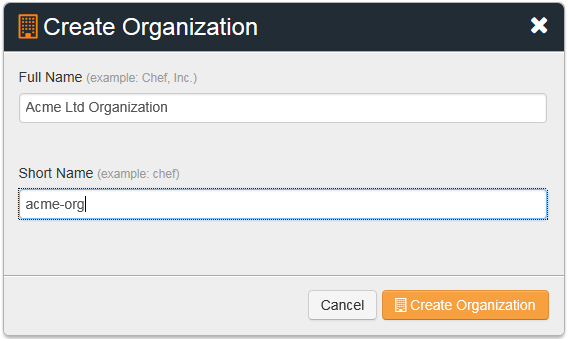 Create Organization
Full Name (example: Chef, Inc.)
Acme Ltd Organization
Short Name (example: chef)
acme-org
Cancel Create Organization